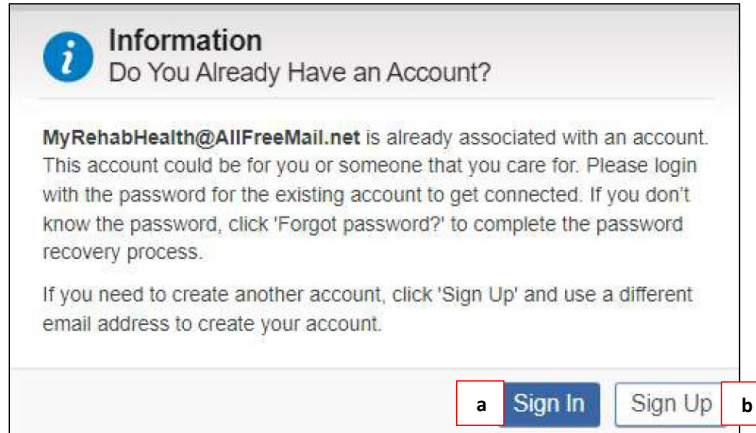 Information
Do You Already Have an Account?
MyRehabHealth@AllFreeMail.net is already associated with an account.
This account could be for you or someone that you care for. Please login
with the password for the existing account to get connected. If you don't
know the password, click 'Forgot password?' to complete the password
recovery process.
If you need to create another account, click 'Sign Up' and use a different
email address to create your account.
a Sign In Sign Up b